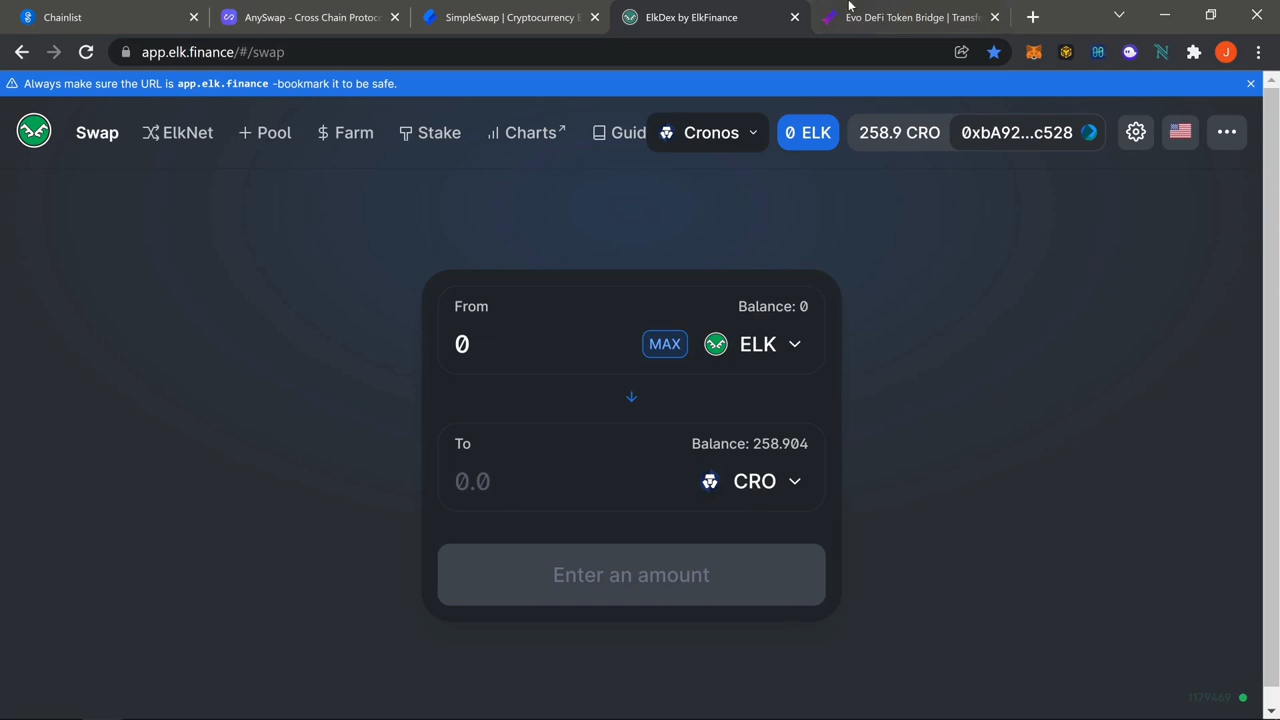 Chainlist
AnySwap - Cross Chain Protoc
SimpleSwap | Cryptocurrency E
ElkDex by ElkFinance
Evo DeFi Token Bridge | Transf
app.elk.finance/#/swap
J
Always make sure the URL is app.elk.finance -bookmark it to be safe.
Swap
ElkNet
+ Pool
$ Farm
Stake
Charts↗
Guid
Cronos
0 ELK
258.9 CRO
0xbA92...c528
From
Balance: 0
0
MAX
ELK
To
Balance: 258.904
0.0
CRO
Enter an amount
1179469